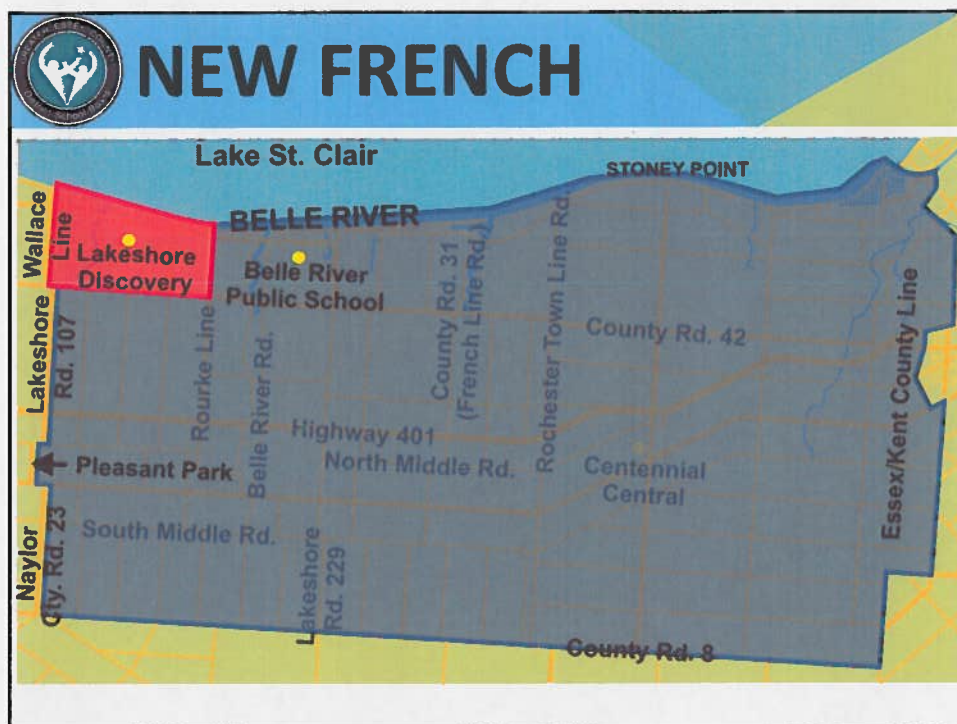 NEW FRENCH
Lake St. Clair
STONEY POINT
BELLE RIVER
Wallace
Line
Lakeshore
Discovery
Belle River
Public School
County Rd. 31
(French Line Rd.)
Rochester Town Line Rd.
County Rd. 42
Essex/Kent County Line
Lakeshore
Rd. 107
Rourke Line
Belle River Rd.
Highway 401
North Middle Rd.
Pleasant Park
Centennial
Central
Naylor
Cty. Rd. 23
South Middle Rd.
Lakeshore
Rd. 229
County Rd. 8